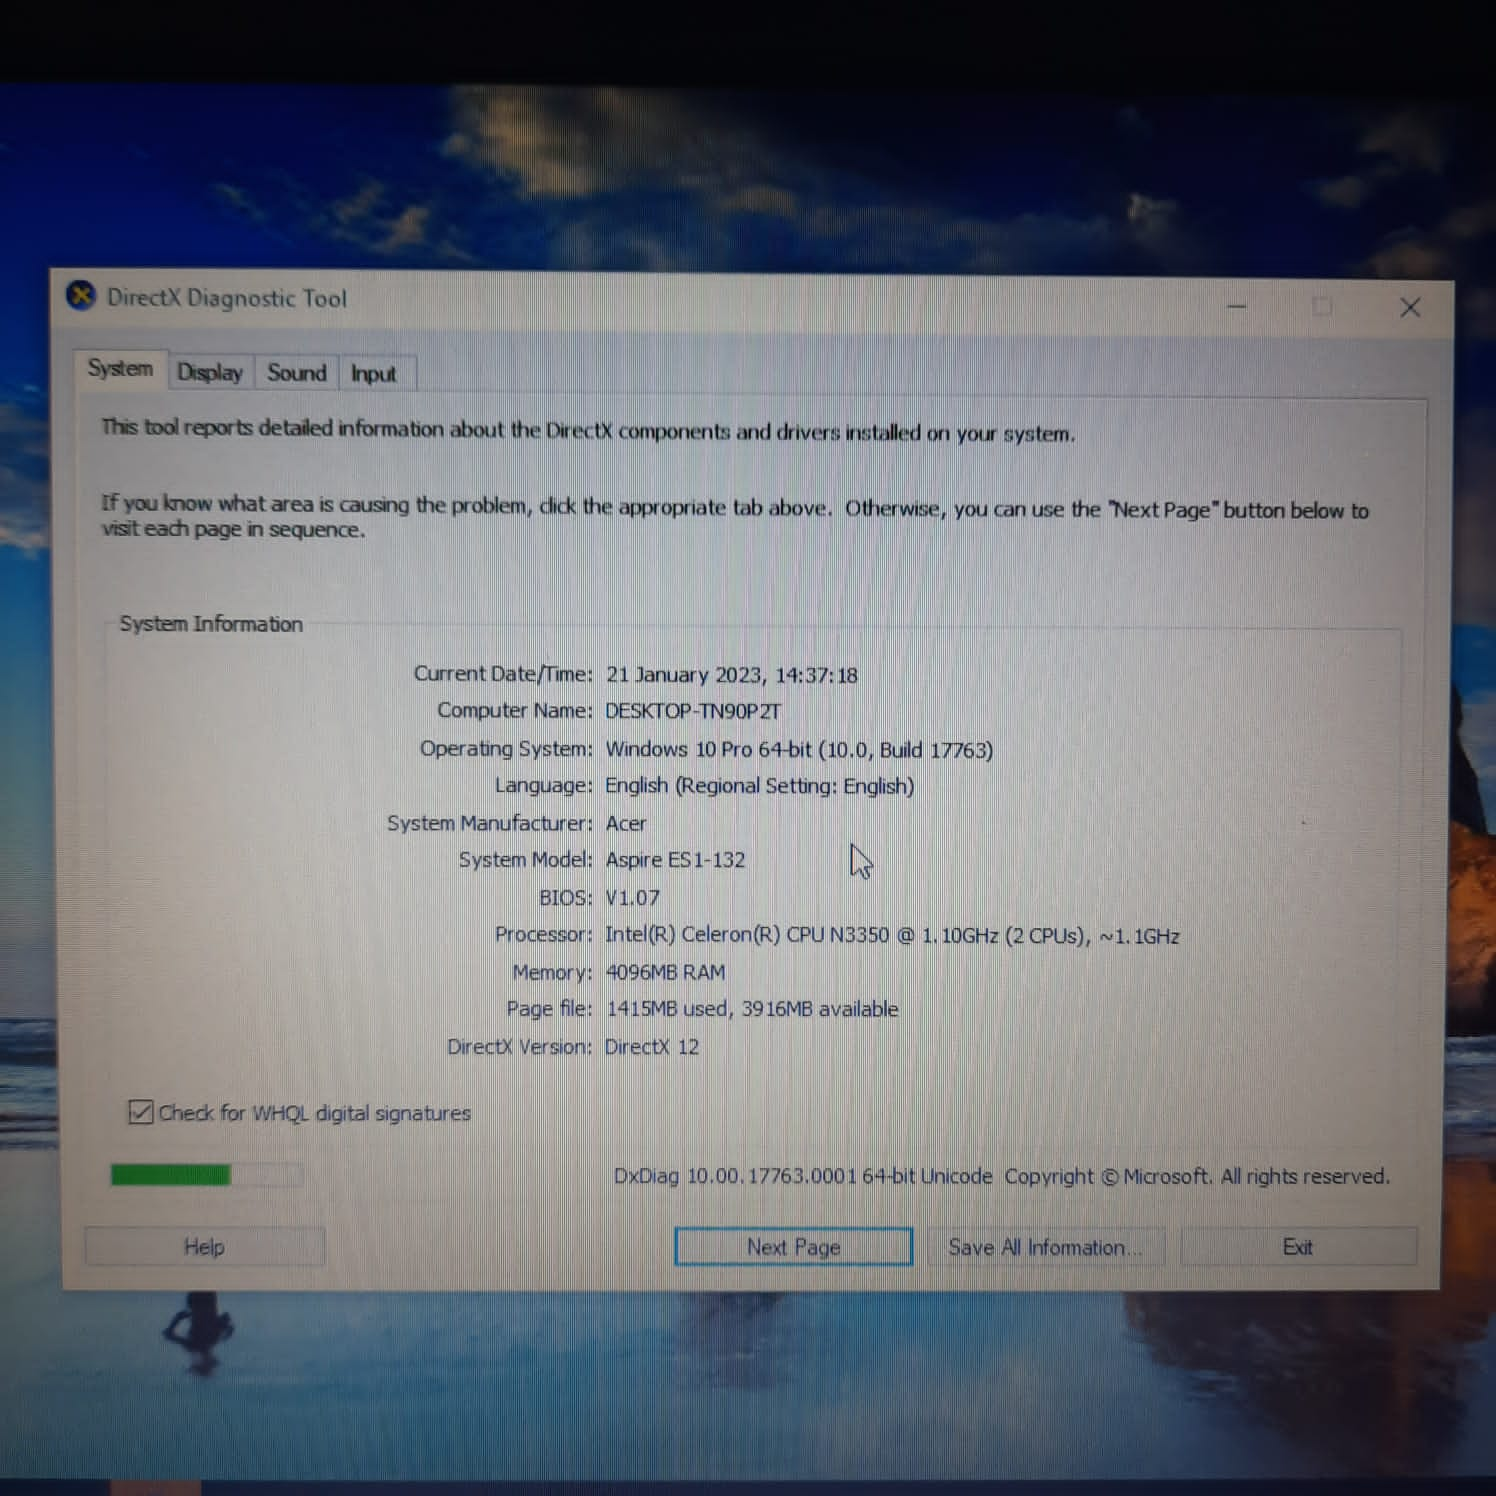 DirectX Diagnostic Tool
System Display Sound Input
This tool reports detailed information about the DirectX components and drivers installed on your system.
If you know what area is causing the problem, click the appropriate tab above. Otherwise, you can use the "Next Page" button below to
visit each page in sequence.
System Information
Current Date/Time: 21 January 2023, 14:37:18
Computer Name: DESKTOP-TN90P2T
Operating System: Windows 10 Pro 64-bit (10.0, Build 17763)
Language: English (Regional Setting: English)
System Manufacturer: Acer
System Model: Aspire ES1-132
BIOS: V1.07
Processor: Intel(R) Celeron(R) CPU N3350 @ 1.10GHz (2 CPUs), ~1.1GHz
Memory: 4096MB RAM
Page file: 1415MB used, 3916MB available
DirectX Version: DirectX 12
Check for WHQL digital signatures
DxDiag 10.00.17763.0001 64-bit Unicode Copyright © Microsoft. All rights reserved.
Help Next Page Save All Information... Exit